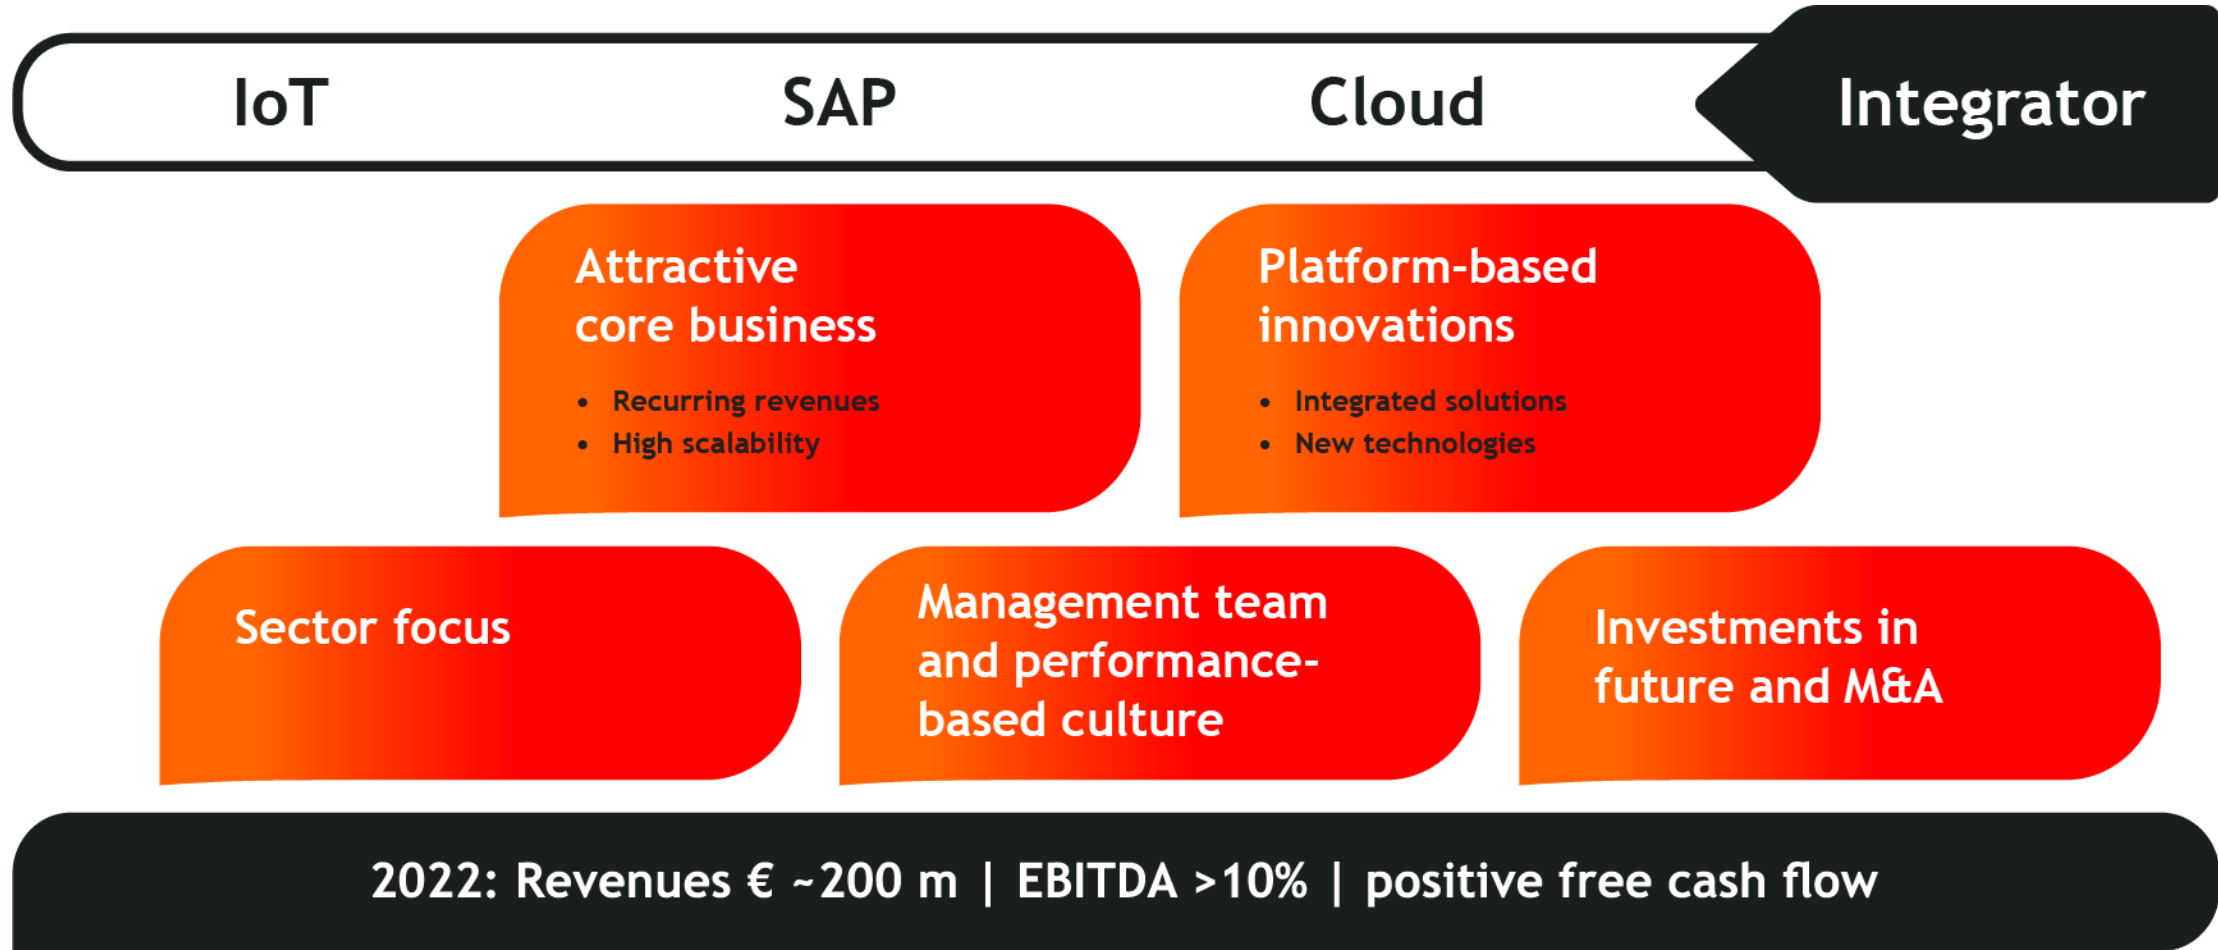 IoT SAP Cloud Integrator
Attractive
core business
• Recurring revenues
• High scalability
Platform-based
innovations
• Integrated solutions
• New technologies
Sector focus
Management team
and performance-
based culture
Investments in
future and M&A
2022: Revenues € ~200 m | EBITDA >10% | positive free cash flow